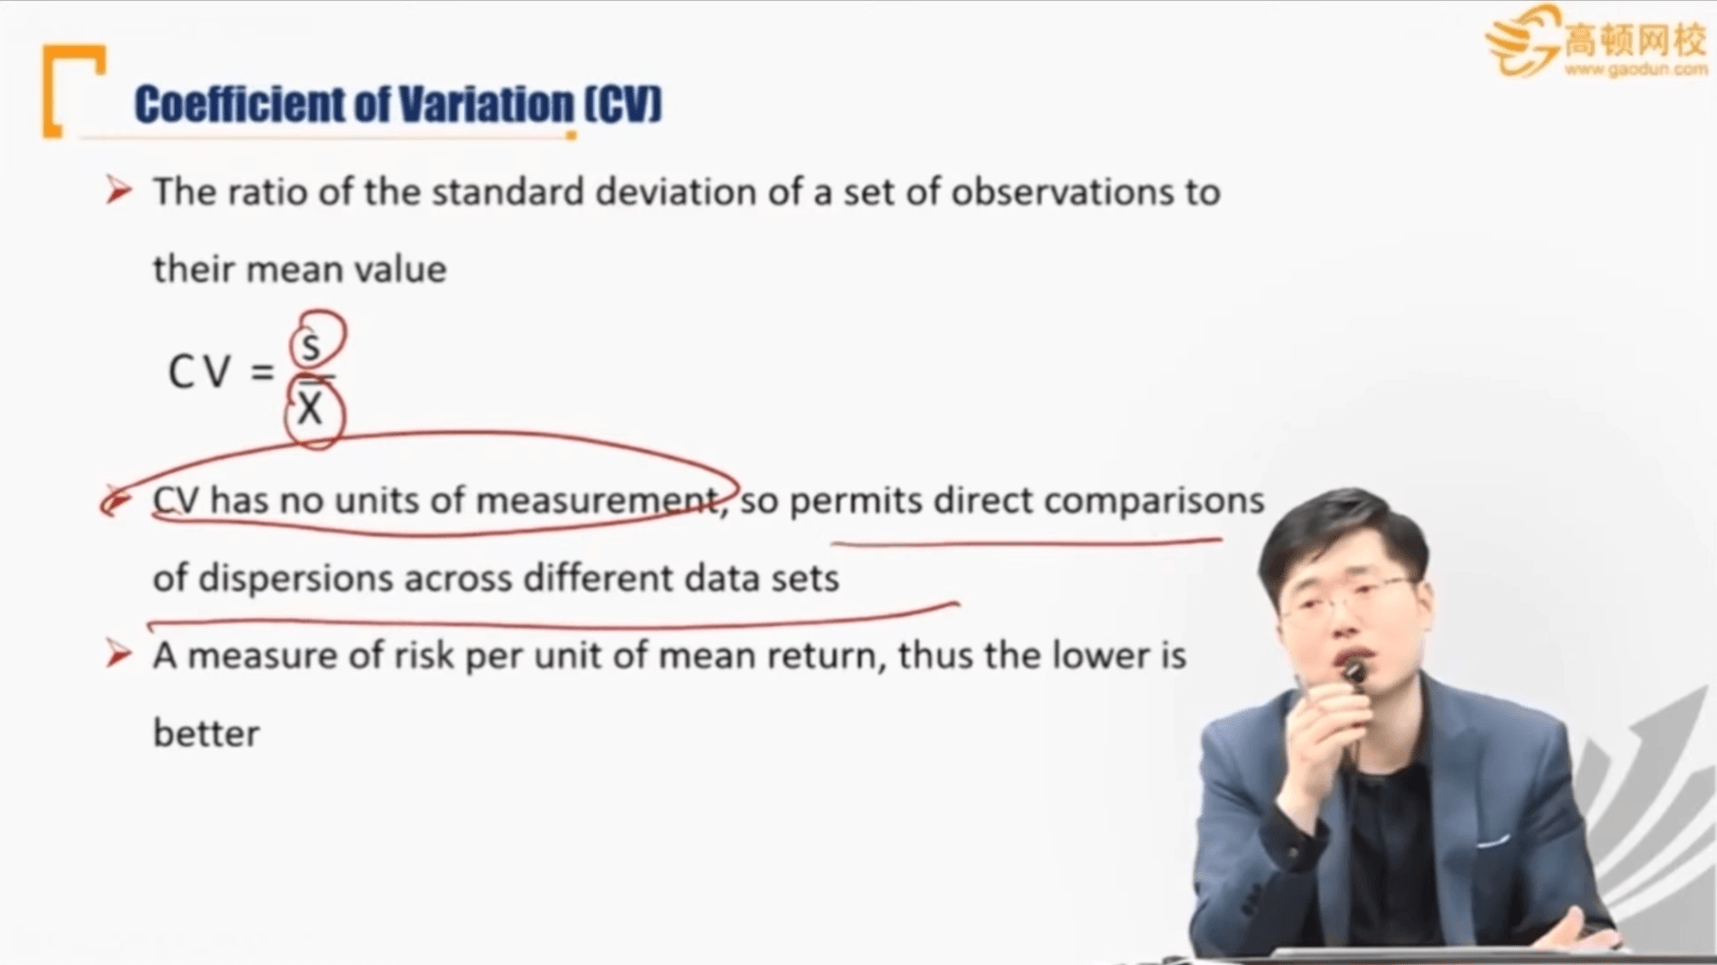 高顿网校
www.gaodun.com
Coefficient of Variation (CV)
The ratio of the standard deviation of a set of observations to
their mean value
CV = s / X̄
CV has no units of measurement, so permits direct comparisons
of dispersions across different data sets
A measure of risk per unit of mean return, thus the lower is
better